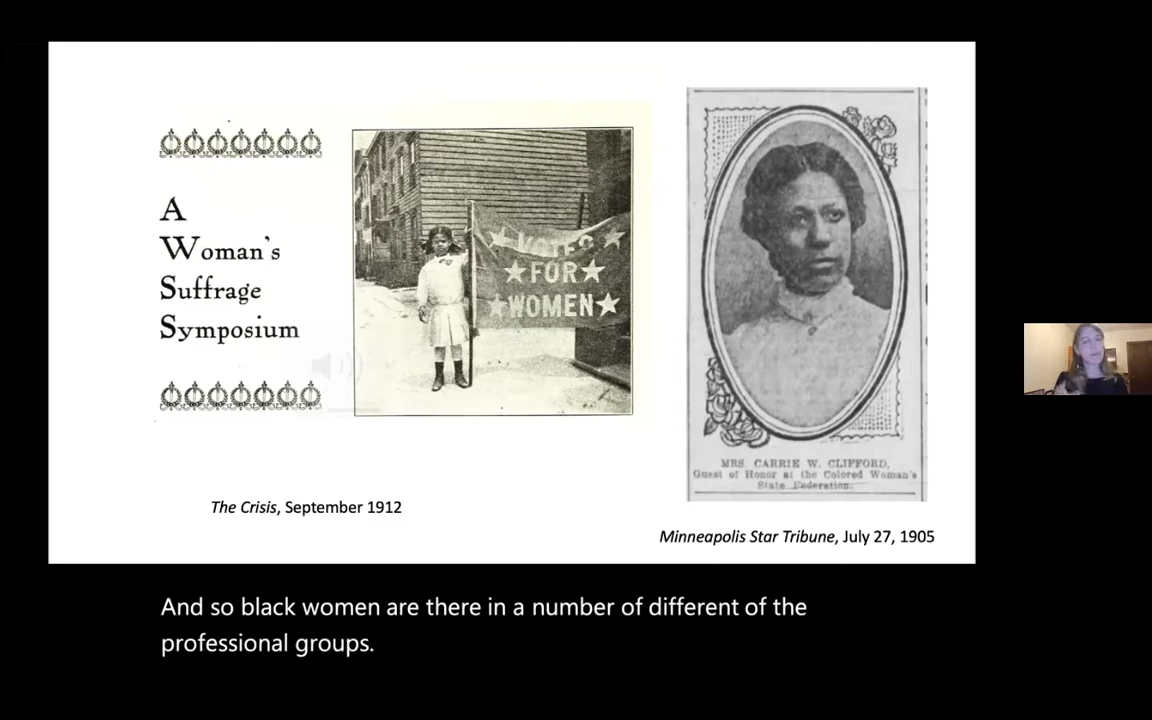 A
Woman's
Suffrage
Symposium
VOTES
FOR
WOMEN
MRS. CARRIE W. CLIFFORD,
Guest of Honor at the Colored Woman's
State Federation.
The Crisis, September 1912
Minneapolis Star Tribune, July 27, 1905
And so black women are there in a number of different of the
professional groups.